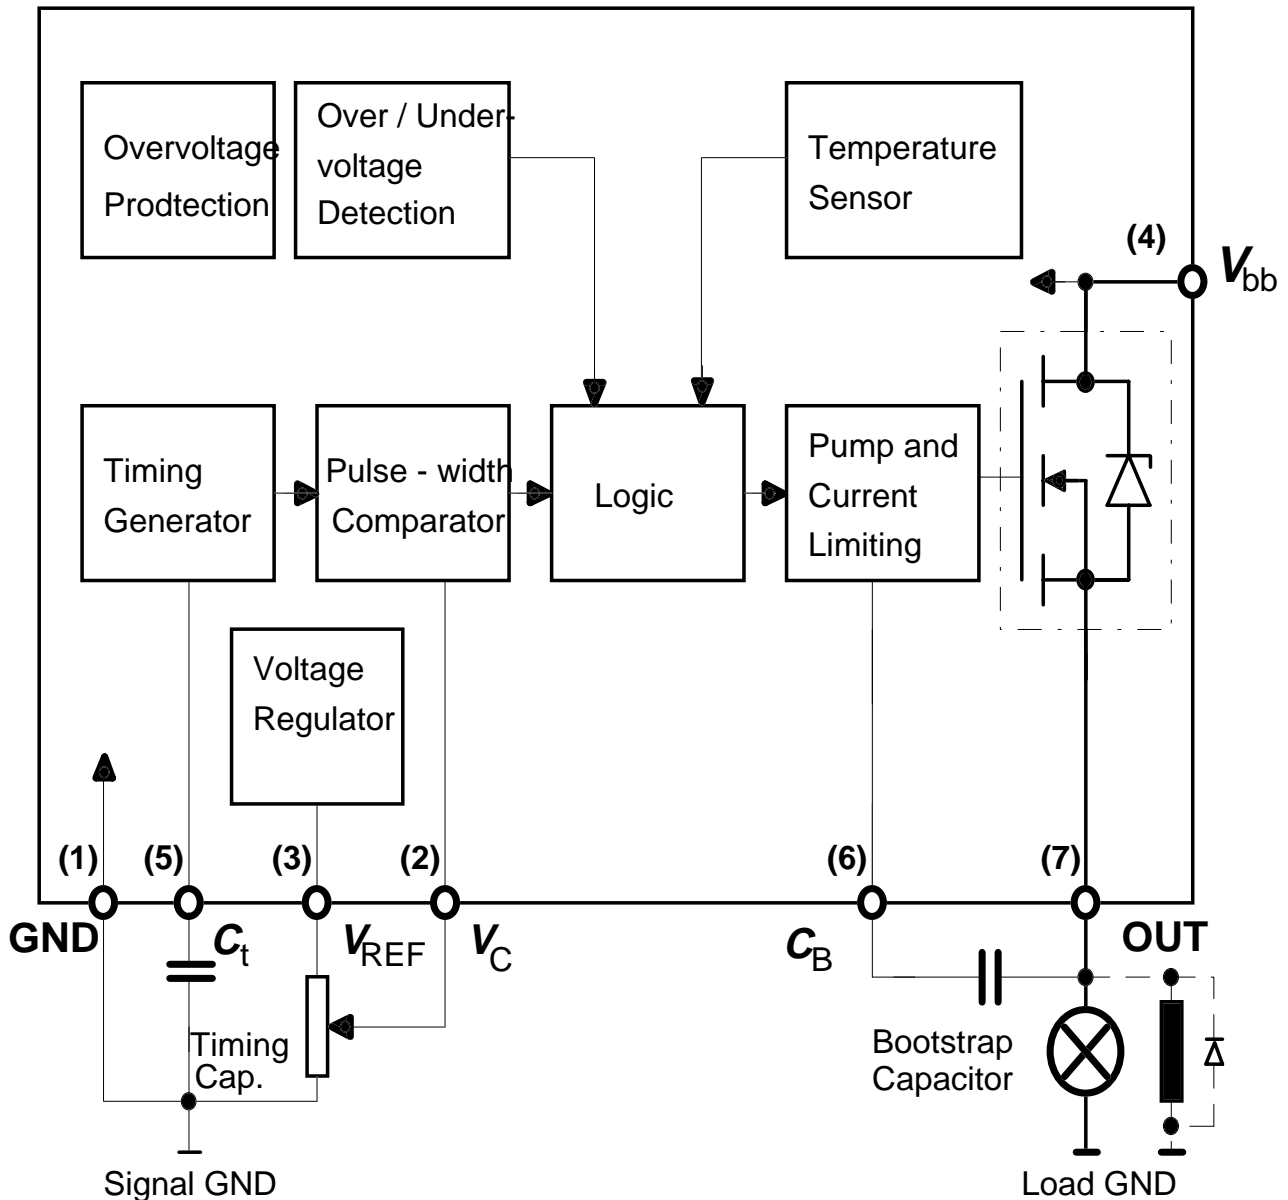 Overvoltage
Prodtection
Over / Under-
voltage
Detection
Temperature
Sensor
(4)
Vbb
Timing
Generator
Pulse - width
Comparator
Logic
Pump and
Current
Limiting
Voltage
Regulator
(1)
(5)
(3)
(2)
(6)
(7)
GND
Ct
VREF
VC
CB
OUT
Timing
Cap.
Bootstrap
Capacitor
Signal GND
Load GND